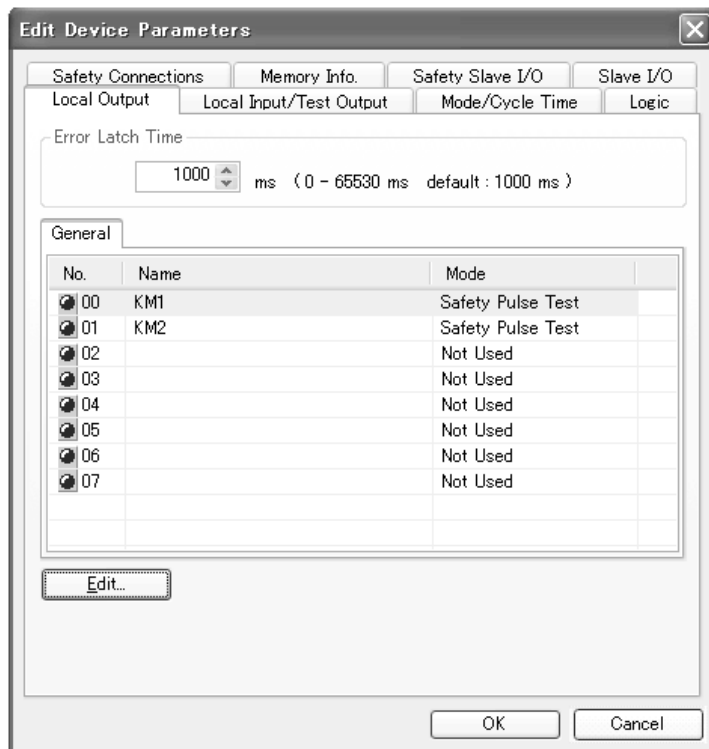 Edit Device Parameters
Safety Connections Memory Info. Safety Slave I/O Slave I/O
Local Output Local Input/Test Output Mode/Cycle Time Logic
Error Latch Time
1000 ms ( 0 - 65530 ms default : 1000 ms )
General
No. Name Mode
00 KM1 Safety Pulse Test
01 KM2 Safety Pulse Test
02 Not Used
03 Not Used
04 Not Used
05 Not Used
06 Not Used
07 Not Used
Edit...
OK Cancel